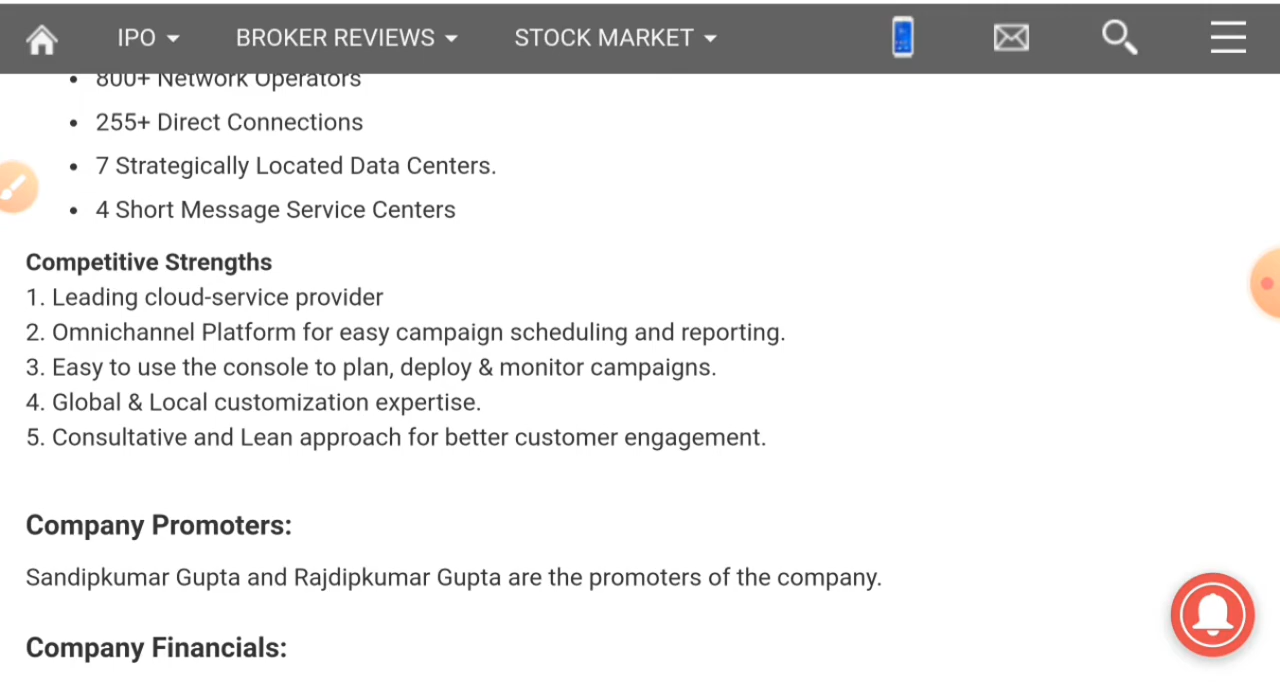 IPO BROKER REVIEWS STOCK MARKET
• 800+ Network Operators
• 255+ Direct Connections
• 7 Strategically Located Data Centers.
• 4 Short Message Service Centers
Competitive Strengths
1. Leading cloud-service provider
2. Omnichannel Platform for easy campaign scheduling and reporting.
3. Easy to use the console to plan, deploy & monitor campaigns.
4. Global & Local customization expertise.
5. Consultative and Lean approach for better customer engagement.
Company Promoters:
Sandipkumar Gupta and Rajdipkumar Gupta are the promoters of the company.
Company Financials: